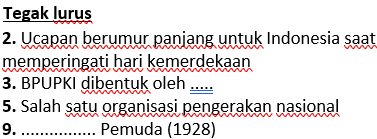 Tegak lurus
2. Ucapan berumur panjang untuk Indonesia saat
memperingati hari kemerdekaan
3. BPUPKI dibentuk oleh .....
5. Salah satu organisasi pengerakan nasional
9. ................ Pemuda (1928)